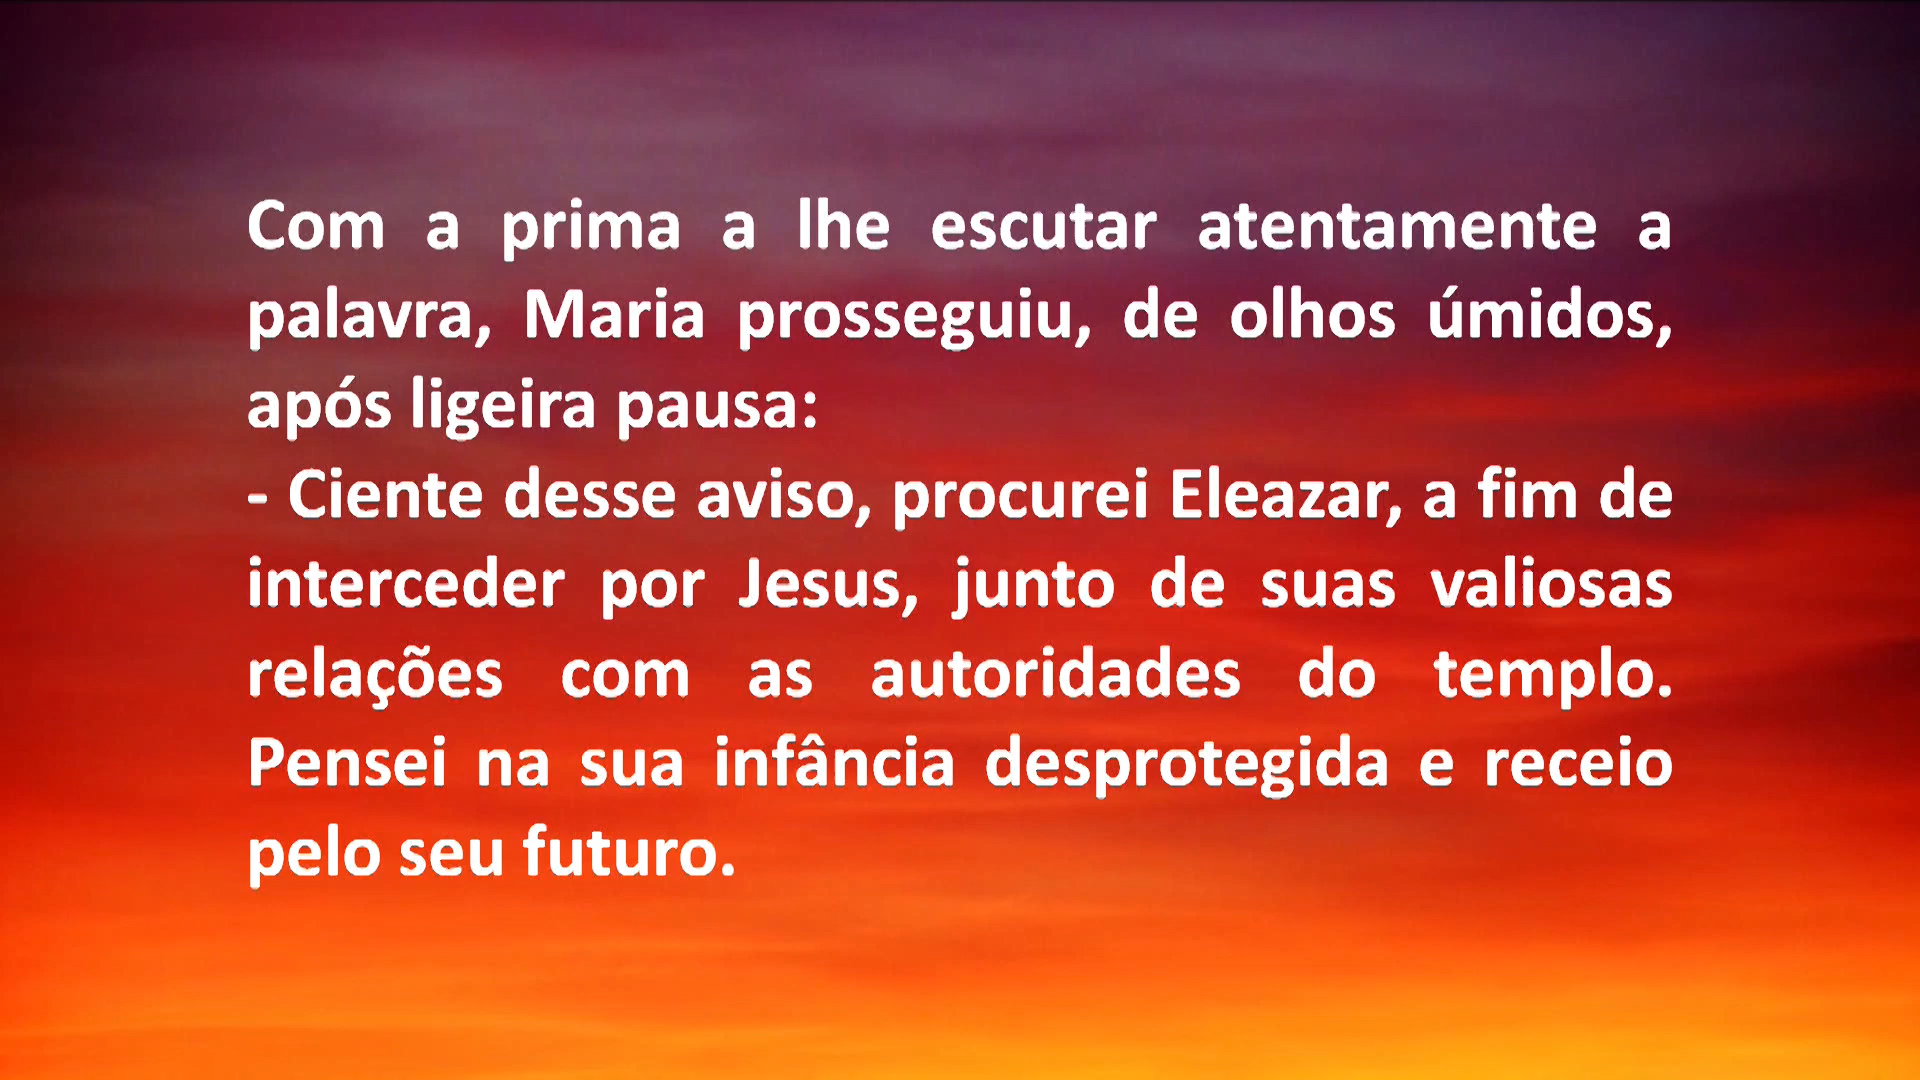 Com a prima a lhe escutar atentamente a
palavra, Maria prosseguiu, de olhos úmidos,
após ligeira pausa:
- Ciente desse aviso, procurei Eleazar, a fim de
interceder por Jesus, junto de suas valiosas
relações com as autoridades do templo.
Pensei na sua infância desprotegida e receio
pelo seu futuro.